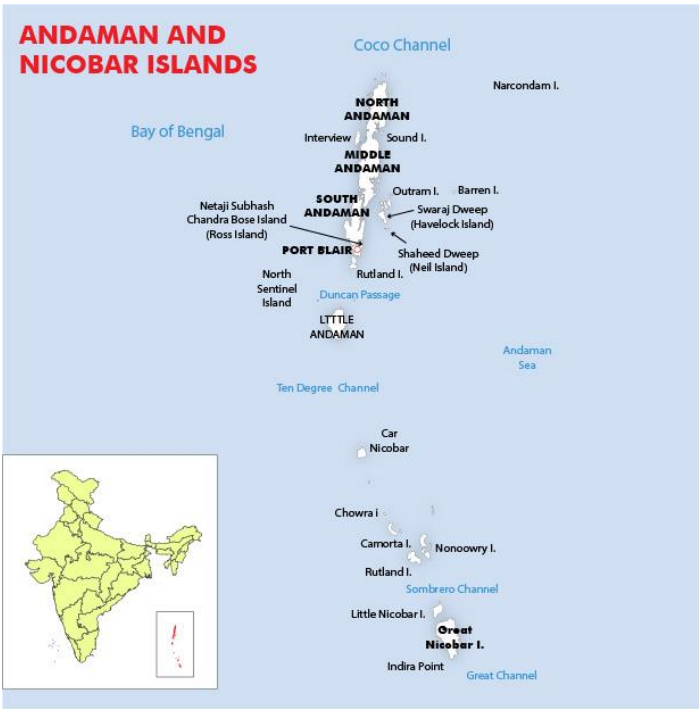 ANDAMAN AND
NICOBAR ISLANDS
Coco Channel
Narcondam I.
Bay of Bengal
NORTH
ANDAMAN
Interview
Sound I.
MIDDLE
ANDAMAN
Outram I.
Barren I.
SOUTH
ANDAMAN
Netaji Subhash
Chandra Bose Island
(Ross Island)
Swaraj Dweep
(Havelock Island)
PORT BLAIR
Shaheed Dweep
(Neil Island)
North
Sentinel
Island
Rutland I.
Duncan Passage
LTTTLE
ANDAMAN
Andaman
Sea
Ten Degree Channel
Car
Nicobar
Chowra i
Camorta I.
Nonoowry I.
Rutland I.
Sombrero Channel
Little Nicobar I.
Great
Nicobar I.
Indira Point
Great Channel